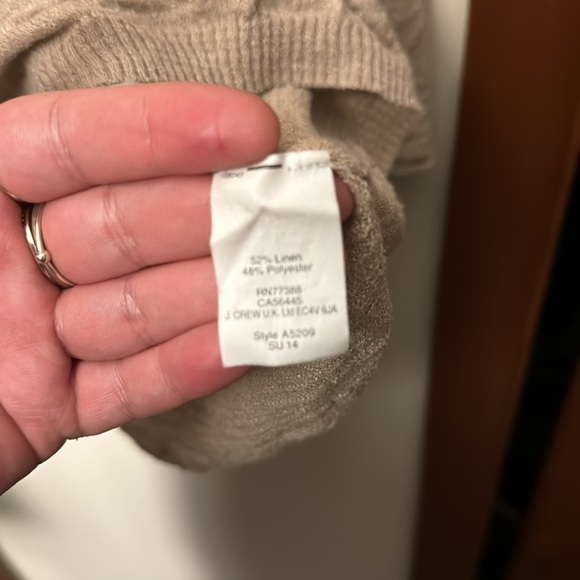 52% Linen
48% Polyester
RN77388
CA56445
J. CREW U.K. Ltd EC4V 6JA
Style A5209
SU 14